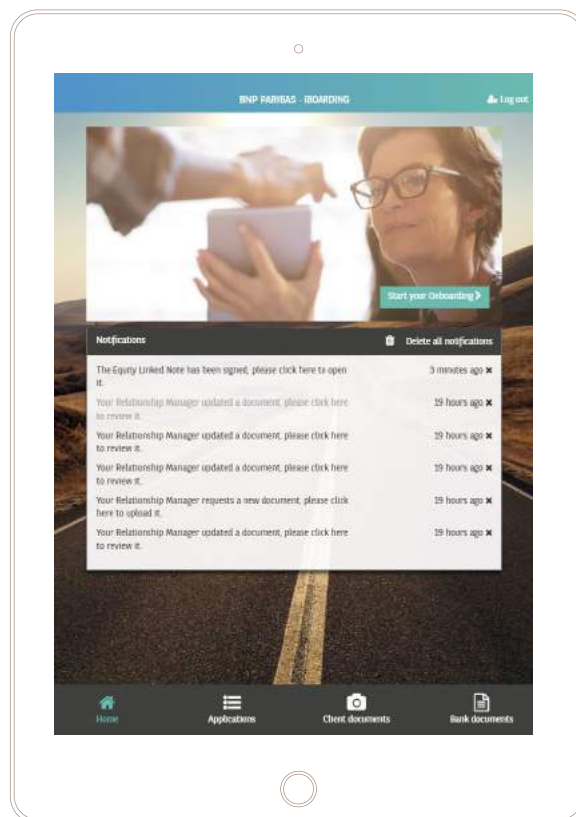 BNP PARIBAS - IBOARDING
Log out
Start your Onboarding
Notifications
Delete all notifications
The Equity Linked Note has been signed, please click here to open
it.
3 minutes ago
Your Relationship Manager updated a document, please click here
to review it.
19 hours ago
Your Relationship Manager updated a document, please click here
to review it.
19 hours ago
Your Relationship Manager updated a document, please click here
to review it.
19 hours ago
Your Relationship Manager requests a new document, please click
here to upload it.
19 hours ago
Your Relationship Manager updated a document, please click here
to review it.
19 hours ago
Home
Applications
Client documents
Bank documents